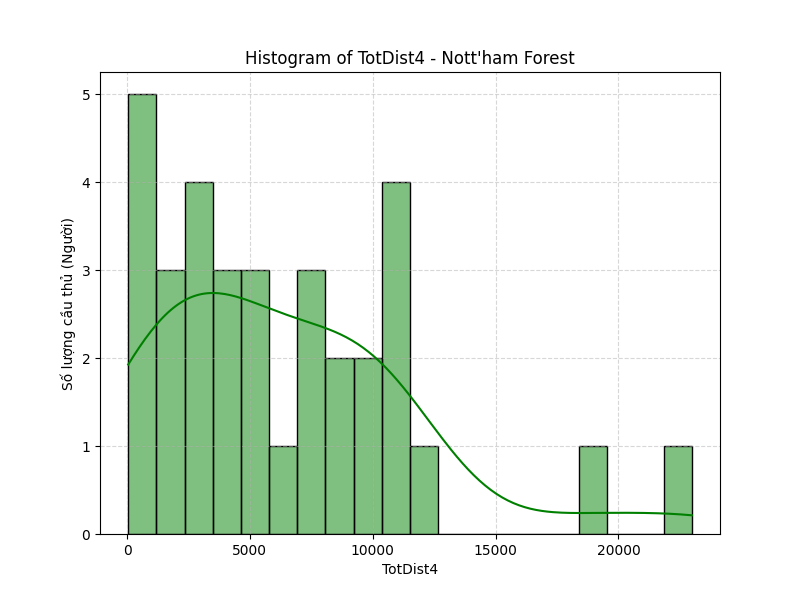 Histogram of TotDist4 - Nott'ham Forest
Số lượng cầu thủ (Người)
5
4
3
2
1
0
0 5000 10000 15000 20000
TotDist4